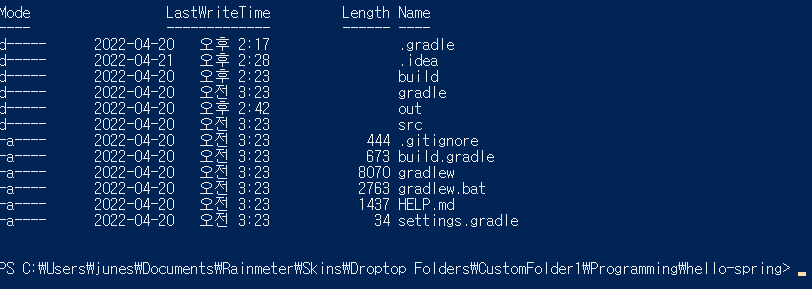 Mode LastWriteTime Length Name
---- ------------- ------ ----
d----- 2022-04-20 오후 2:17 .gradle
d----- 2022-04-21 오후 2:28 .idea
d----- 2022-04-20 오후 2:23 build
d----- 2022-04-20 오전 3:23 gradle
d----- 2022-04-20 오후 2:42 out
d----- 2022-04-20 오전 3:23 src
-a---- 2022-04-20 오전 3:23 444 .gitignore
-a---- 2022-04-20 오전 3:23 673 build.gradle
-a---- 2022-04-20 오전 3:23 8070 gradlew
-a---- 2022-04-20 오전 3:23 2763 gradlew.bat
-a---- 2022-04-20 오전 3:23 1437 HELP.md
-a---- 2022-04-20 오전 3:23 34 settings.gradle
PS C:₩Users₩junes₩Documents₩Rainmeter₩Skins₩Droptop Folders₩CustomFolder1₩Programming₩hello-spring>